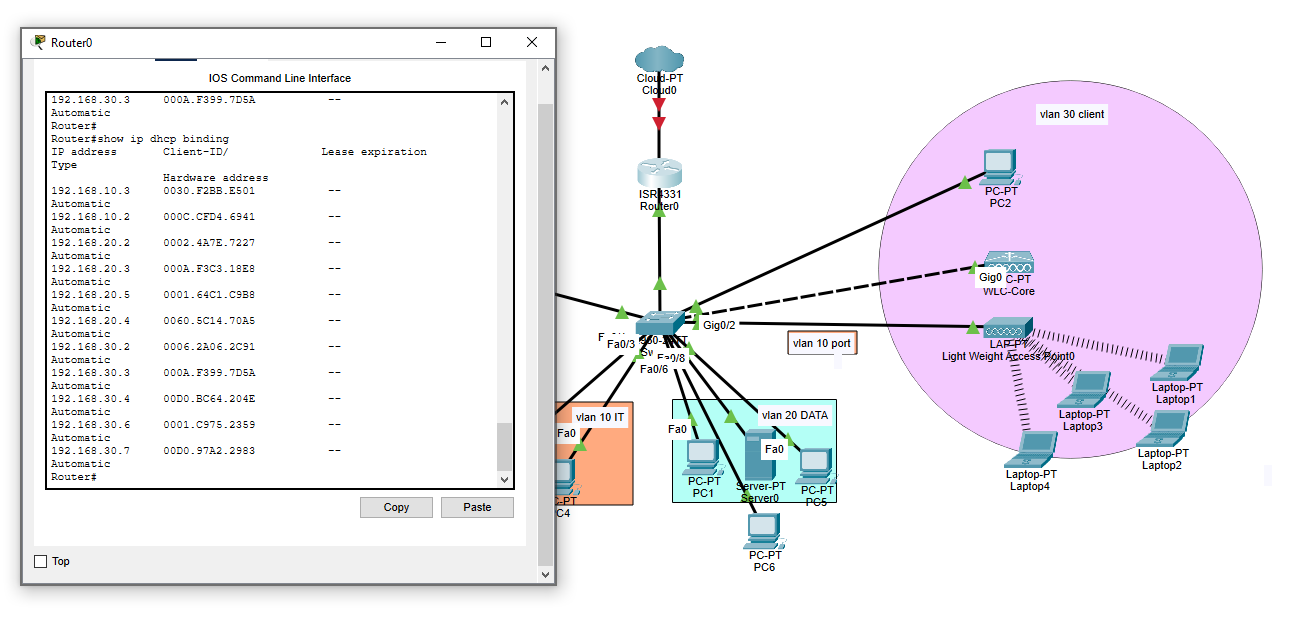 Router0
IOS Command Line Interface
192.168.30.3 000A.F399.7D5A --
Automatic
Router#
Router#show ip dhcp binding
IP address Client-ID/ Lease expiration
Type
Hardware address
192.168.10.3 0030.F2BB.E501 --
Automatic
192.168.10.2 000C.CFD4.6941 --
Automatic
192.168.20.2 0002.4A7E.7227 --
Automatic
192.168.20.3 000A.F3C3.18E8 --
Automatic
192.168.20.5 0001.64C1.C9B8 --
Automatic
192.168.20.4 0060.5C14.70A5 --
Automatic
192.168.30.2 0006.2A06.2C91 --
Automatic
192.168.30.3 000A.F399.7D5A --
Automatic
192.168.30.4 00D0.BC64.204E --
Automatic
192.168.30.6 0001.C975.2359 --
Automatic
192.168.30.7 00D0.97A2.2983 --
Automatic
Router#
Copy
Paste
Top
Cloud-PT
Cloud0
ISR4331
Router0
vlan 30 client
PC-PT
PC2
Gig0
C-PT
WLC-Core
Gig0/2
Fa0/3
Fa0/8
Fa0/6
vlan 10 port
LAP-PT
Light Weight Access Point0
Laptop-PT
Laptop1
Laptop-PT
Laptop3
Laptop-PT
Laptop2
Laptop-PT
Laptop4
vlan 10 IT
Fa0
C-PT
C4
vlan 20 DATA
Fa0
Fa0
PC-PT
PC1
Server-PT
Server0
PC-PT
PC5
PC-PT
PC6